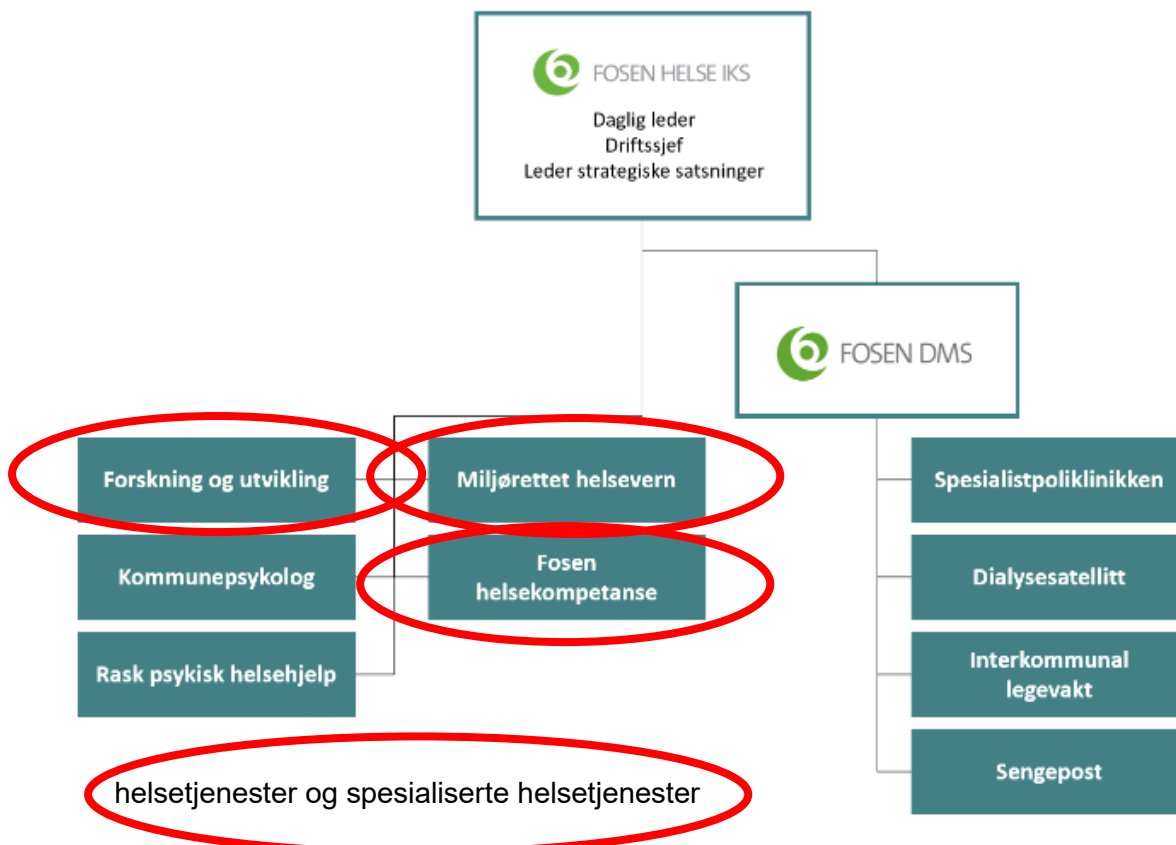 FOSEN HELSE IKS
Daglig leder
Driftssjef
Leder strategiske satsninger
FOSEN DMS
Forskning og utvikling
Miljørettet helsevern
Kommunepsykolog
Fosen
helsekompetanse
Rask psykisk helsehjelp
Spesialistpoliklinikken
Dialysesatellitt
Interkommunal
legevakt
Sengepost
helsetjenester og spesialiserte helsetjenester